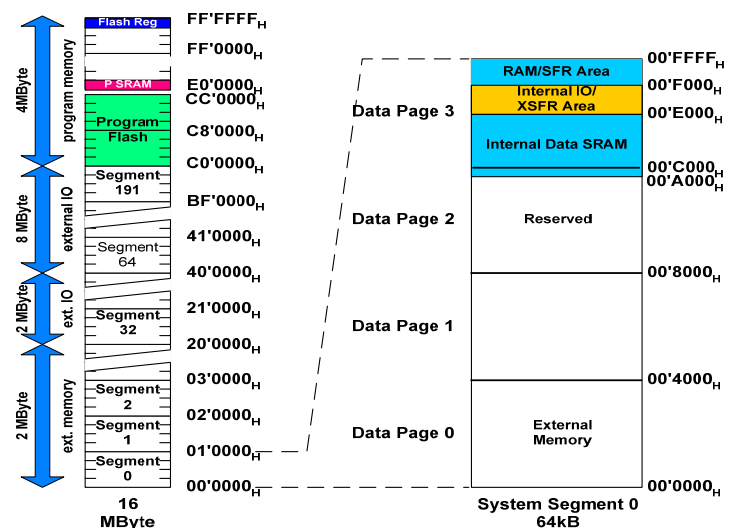 Flash Reg
P SRAM
Program
Flash
Segment
191
Segment
64
Segment
32
Segment
2
Segment
1
Segment
0
16
MByte
4MByte
program memory
8 MByte
external IO
2 MByte
ext. IO
2 MByte
ext. memory
FF'FFFFH
FF'0000H
E0'0000H
CC'0000H
C8'0000H
C0'0000H
BF'0000H
41'0000H
40'0000H
21'0000H
20'0000H
03'0000H
02'0000H
01'0000H
00'0000H
Data Page 3
Data Page 2
Data Page 1
Data Page 0
RAM/SFR Area
Internal IO/
XSFR Area
Internal Data SRAM
Reserved
External
Memory
00'FFFFH
00'F000H
00'E000H
00'C000H
00'A000H
00'8000H
00'4000H
00'0000H
System Segment 0
64kB